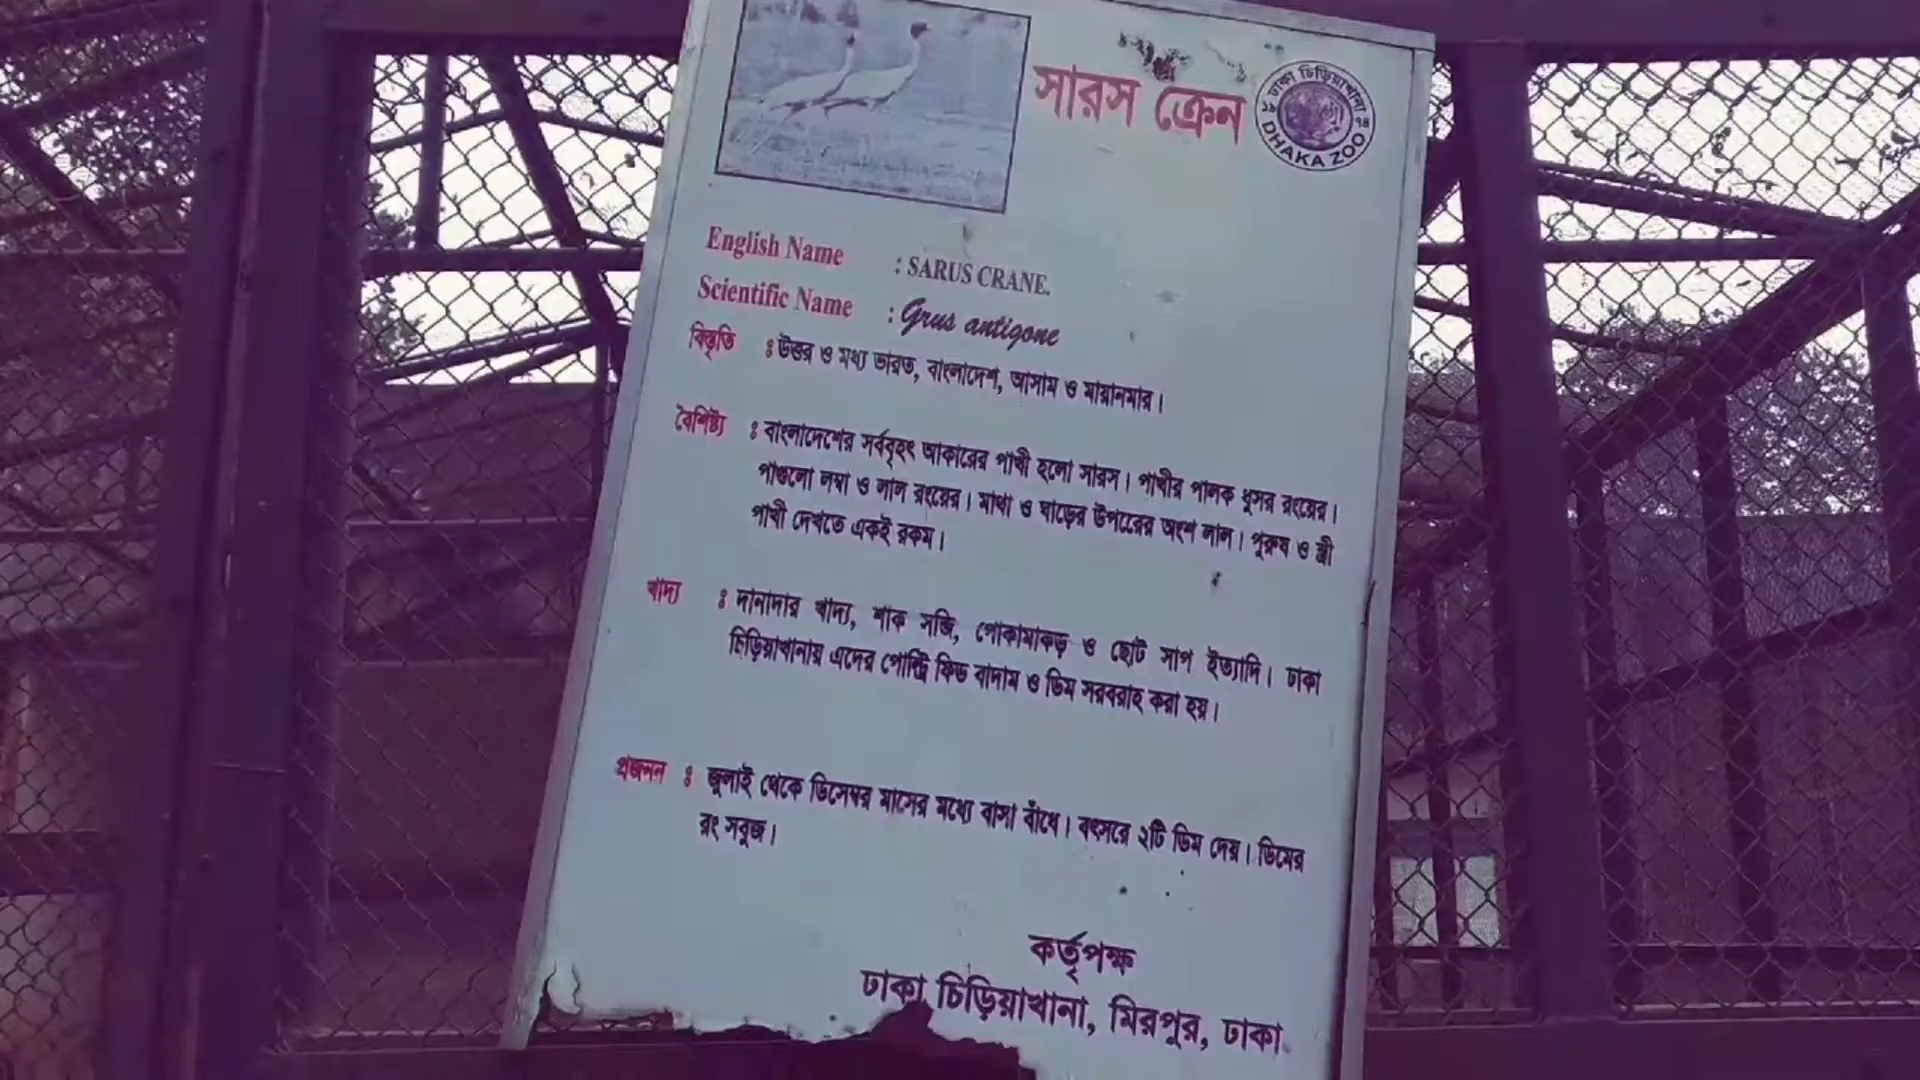 সারস ক্রেন
ঢাকা চিড়িয়াখানা
১৯৭৪
DHAKA ZOO
English Name : SARUS CRANE.
Scientific Name : Grus antigone
বিস্তৃতি : উত্তর ও মধ্য ভারত, বাংলাদেশ, আসাম ও মায়ানমার।
বৈশিষ্ট্য : বাংলাদেশের সর্ববৃহৎ আকারের পাখী হলো সারস। পাখীর পালক ধুসর রংয়ের।
পাগুলো লম্বা ও লাল রংয়ের। মাথা ও ঘাড়ের উপরেের অংশ লাল। পুরুষ ও স্ত্রী
পাখী দেখতে একই রকম।
খাদ্য : দানাদার খাদ্য, শাক সব্জি, পোকামাকড় ও ছোট সাপ ইত্যাদি। ঢাকা
চিড়িয়াখানায় এদের পোল্ট্রি ফিড বাদাম ও ডিম সরবরাহ করা হয়।
প্রজনন : জুলাই থেকে ডিসেম্বর মাসের মধ্যে বাসা বাঁধে। বৎসরে ২টি ডিম দেয়। ডিমের
রং সবুজ।
কর্তৃপক্ষ
ঢাকা চিড়িয়াখানা, মিরপুর, ঢাকা